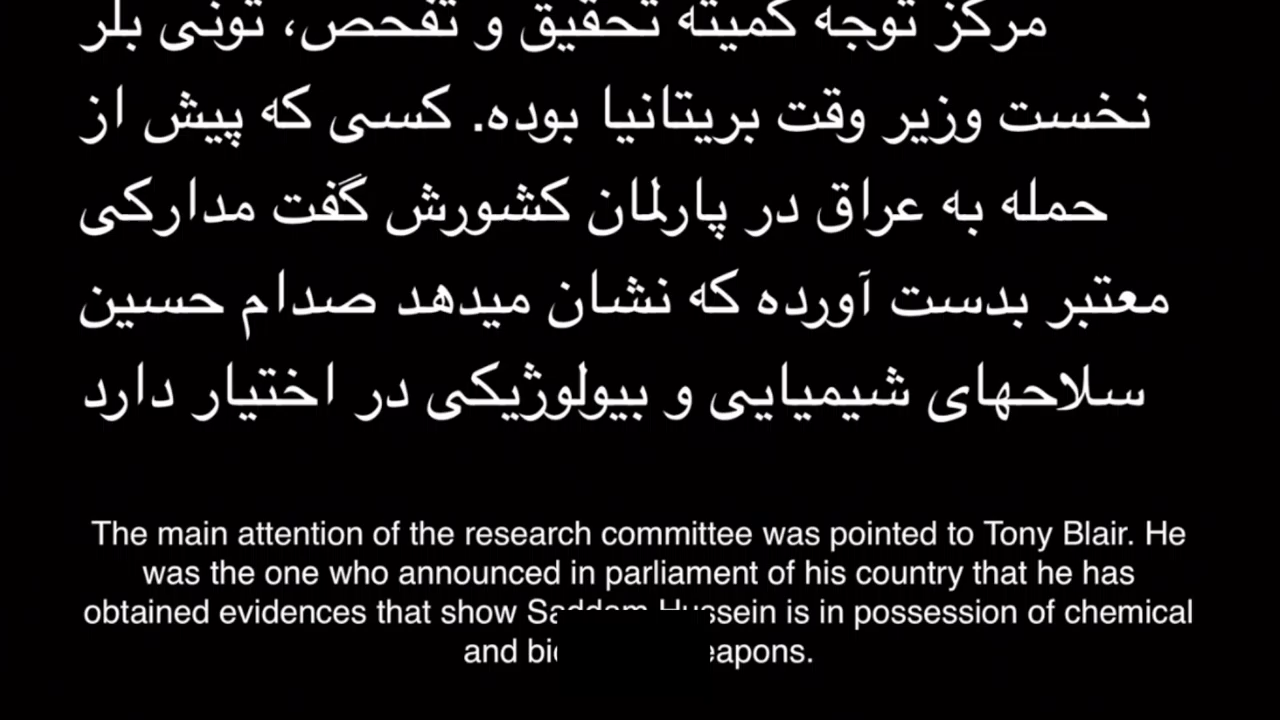 مرکز توجه کمیته تحقیق و تفحص، تونی بلر
نخست وزیر وقت بریتانیا بوده. کسی که پیش از
حمله به عراق در پارلمان کشورش گفت مدارکی
معتبر بدست آورده که نشان میدهد صدام حسین
سلاحهای شیمیایی و بیولوژیکی در اختیار دارد
The main attention of the research committee was pointed to Tony Blair. He
was the one who announced in parliament of his country that he has
obtained evidences that show Saddam Hussein is in possession of chemical
and